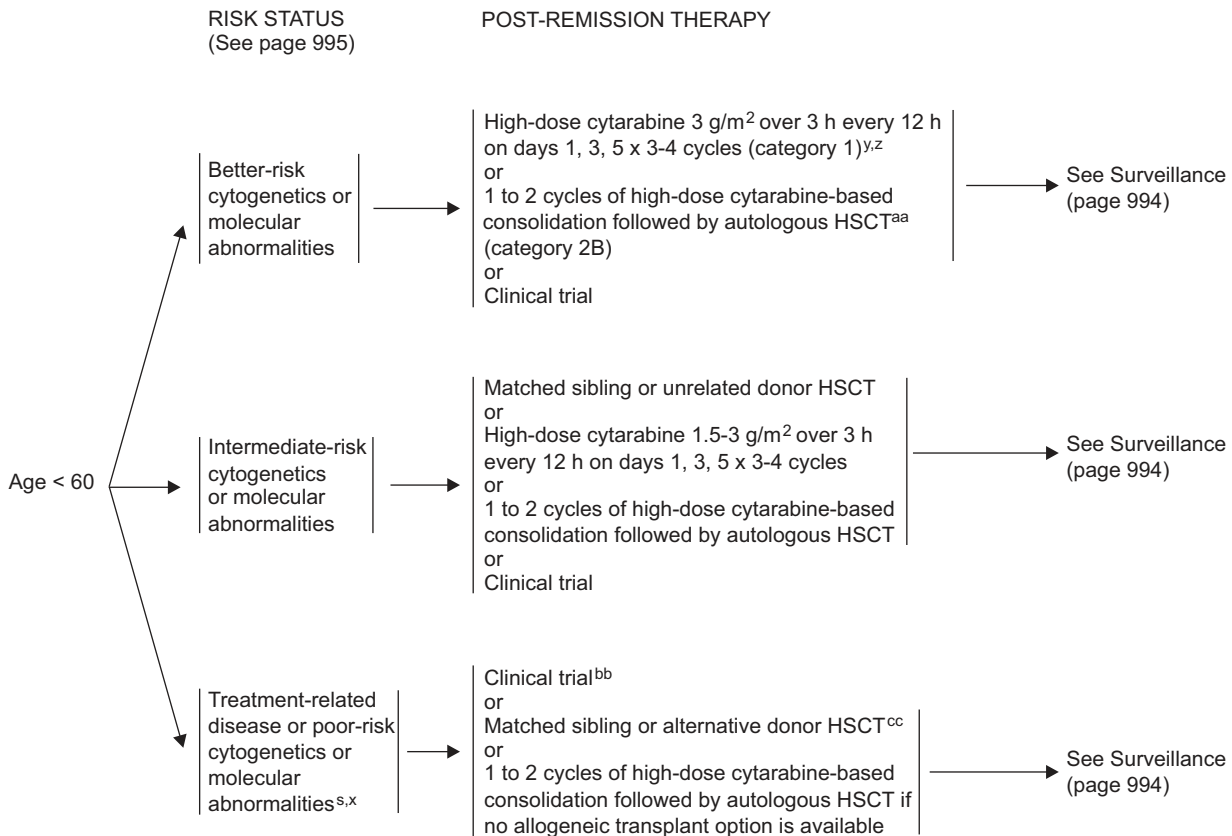 RISK STATUS
(See page 995)
POST-REMISSION THERAPY
Age < 60
Better-risk
cytogenetics or
molecular
abnormalities
High-dose cytarabine 3 g/m² over 3 h every 12 h
on days 1, 3, 5 x 3-4 cycles (category 1)y,z
or
1 to 2 cycles of high-dose cytarabine-based
consolidation followed by autologous HSCTaa
(category 2B)
or
Clinical trial
See Surveillance
(page 994)
Intermediate-risk
cytogenetics
or molecular
abnormalities
Matched sibling or unrelated donor HSCT
or
High-dose cytarabine 1.5-3 g/m² over 3 h
every 12 h on days 1, 3, 5 x 3-4 cycles
or
1 to 2 cycles of high-dose cytarabine-based
consolidation followed by autologous HSCT
or
Clinical trial
See Surveillance
(page 994)
Treatment-related
disease or poor-risk
cytogenetics or
molecular
abnormalitiess,x
Clinical trialbb
or
Matched sibling or alternative donor HSCTcc
or
1 to 2 cycles of high-dose cytarabine-based
consolidation followed by autologous HSCT if
no allogeneic transplant option is available
See Surveillance
(page 994)